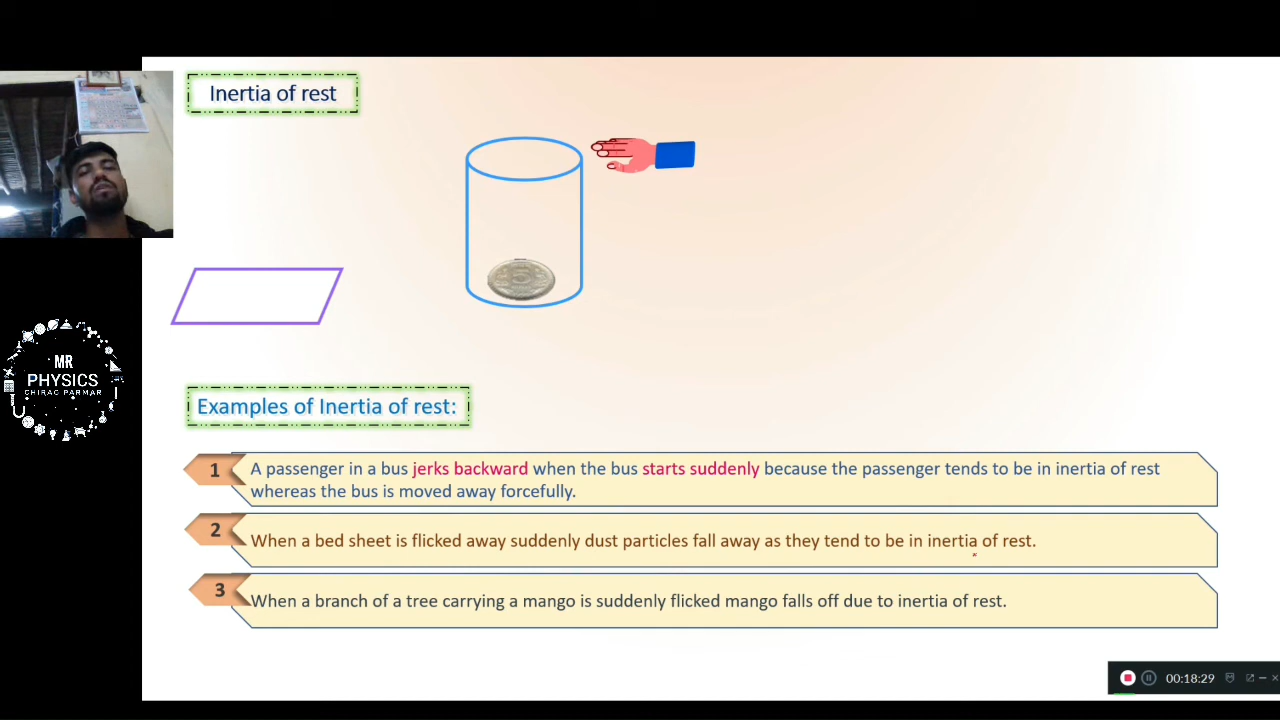 Inertia of rest
5
MR
PHYSICS
CHIRAG PARMAR
Examples of Inertia of rest:
1
A passenger in a bus jerks backward when the bus starts suddenly because the passenger tends to be in inertia of rest
whereas the bus is moved away forcefully.
2
When a bed sheet is flicked away suddenly dust particles fall away as they tend to be in inertia of rest.
3
When a branch of a tree carrying a mango is suddenly flicked mango falls off due to inertia of rest.
00:18:29